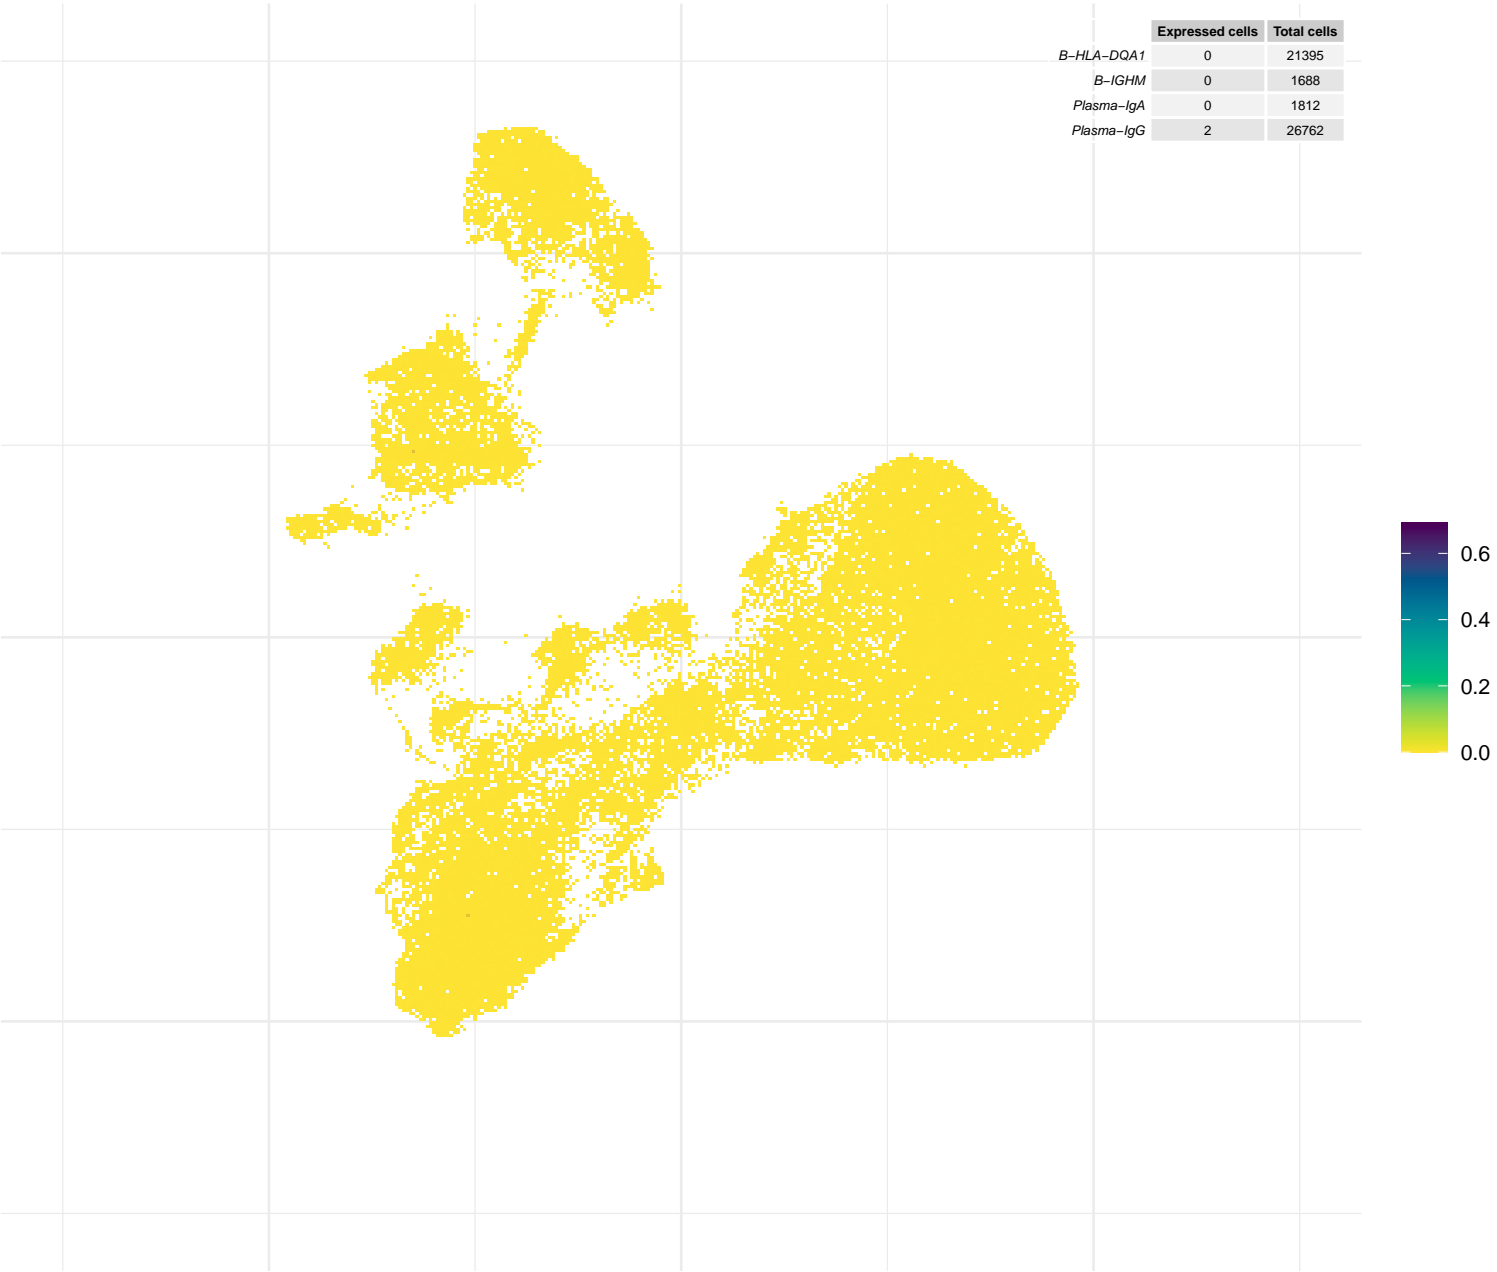 Expressed cells Total cells
B−HLA−DQA1 0 21395
B−IGHM 0 1688
Plasma−IgA 0 1812
Plasma−IgG 2 26762
0.6
0.4
0.2
0.0